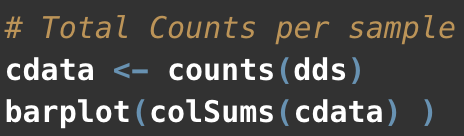 # Total Counts per sample
cdata <- counts(dds)
barplot(colSums(cdata) )